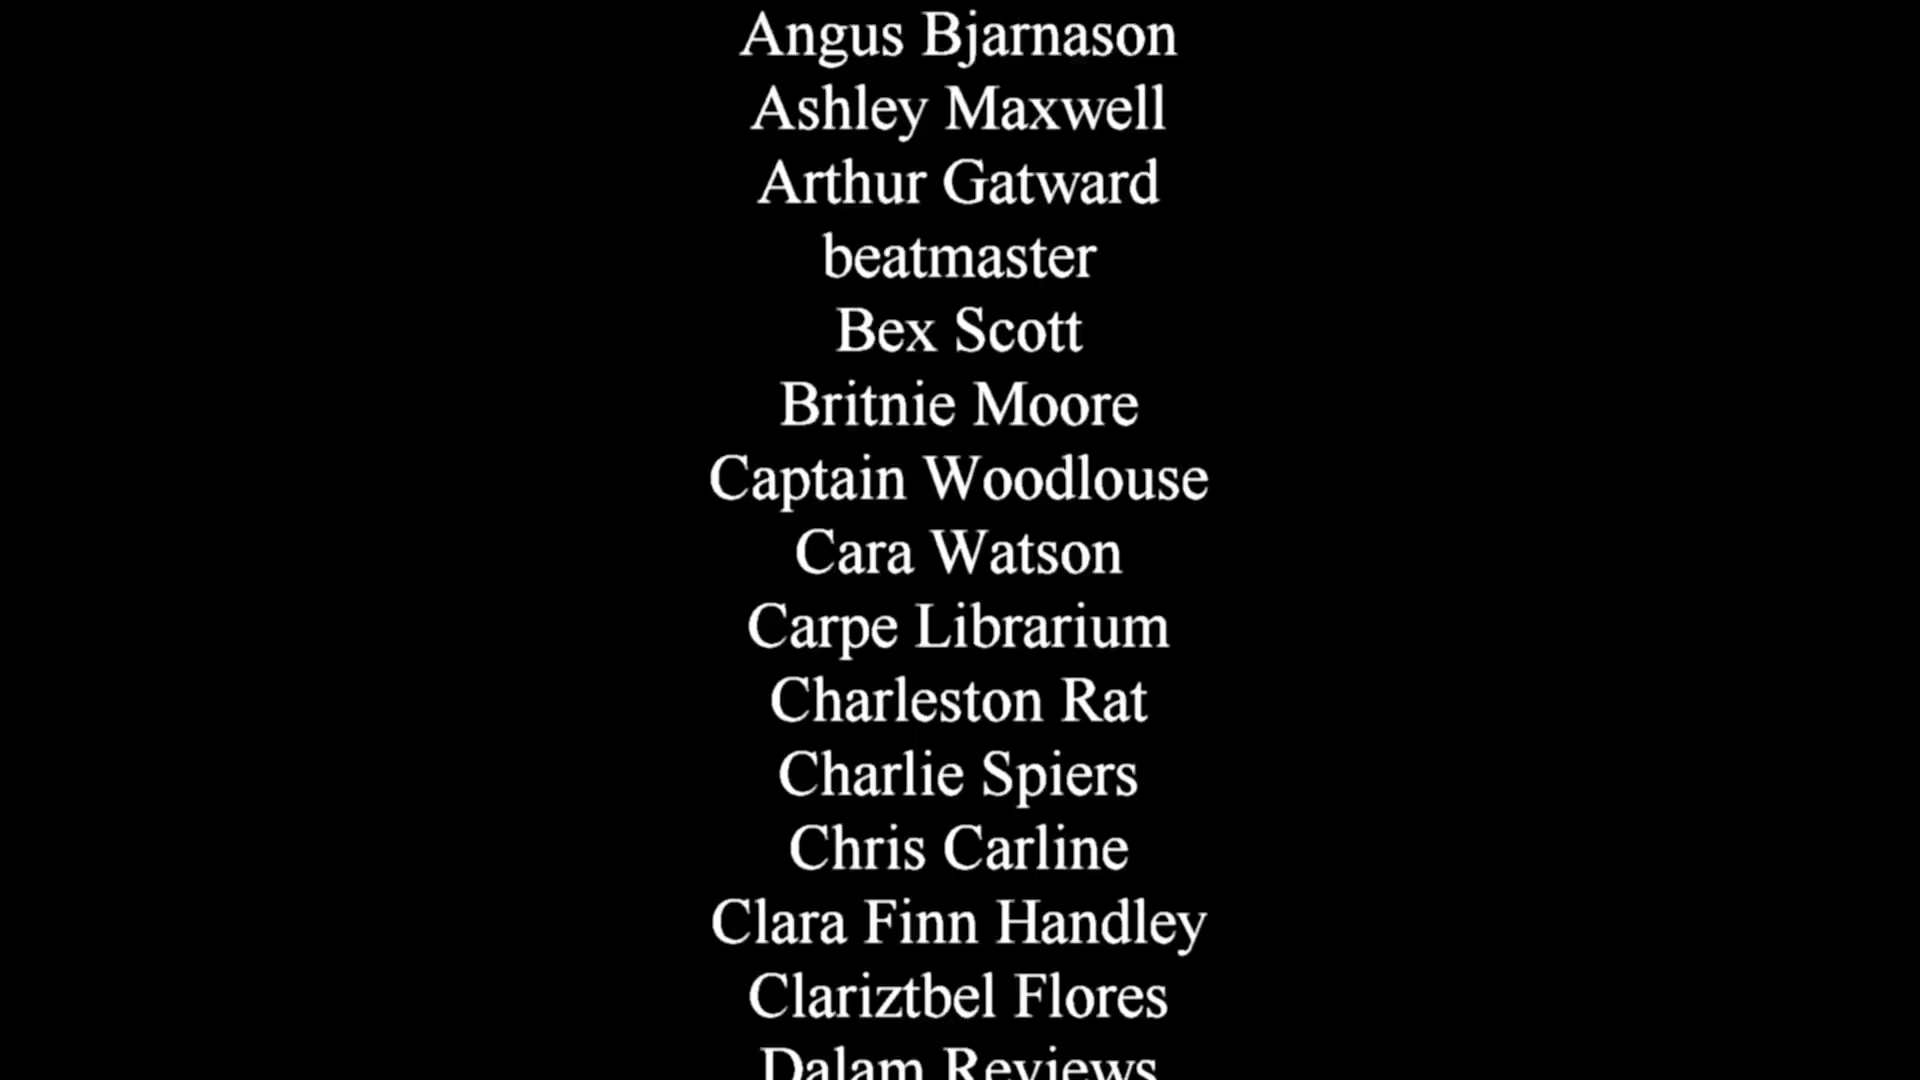 Angus Bjarnason
Ashley Maxwell
Arthur Gatward
beatmaster
Bex Scott
Britnie Moore
Captain Woodlouse
Cara Watson
Carpe Librarium
Charleston Rat
Charlie Spiers
Chris Carline
Clara Finn Handley
Clariztbel Flores
Dalam Reviews